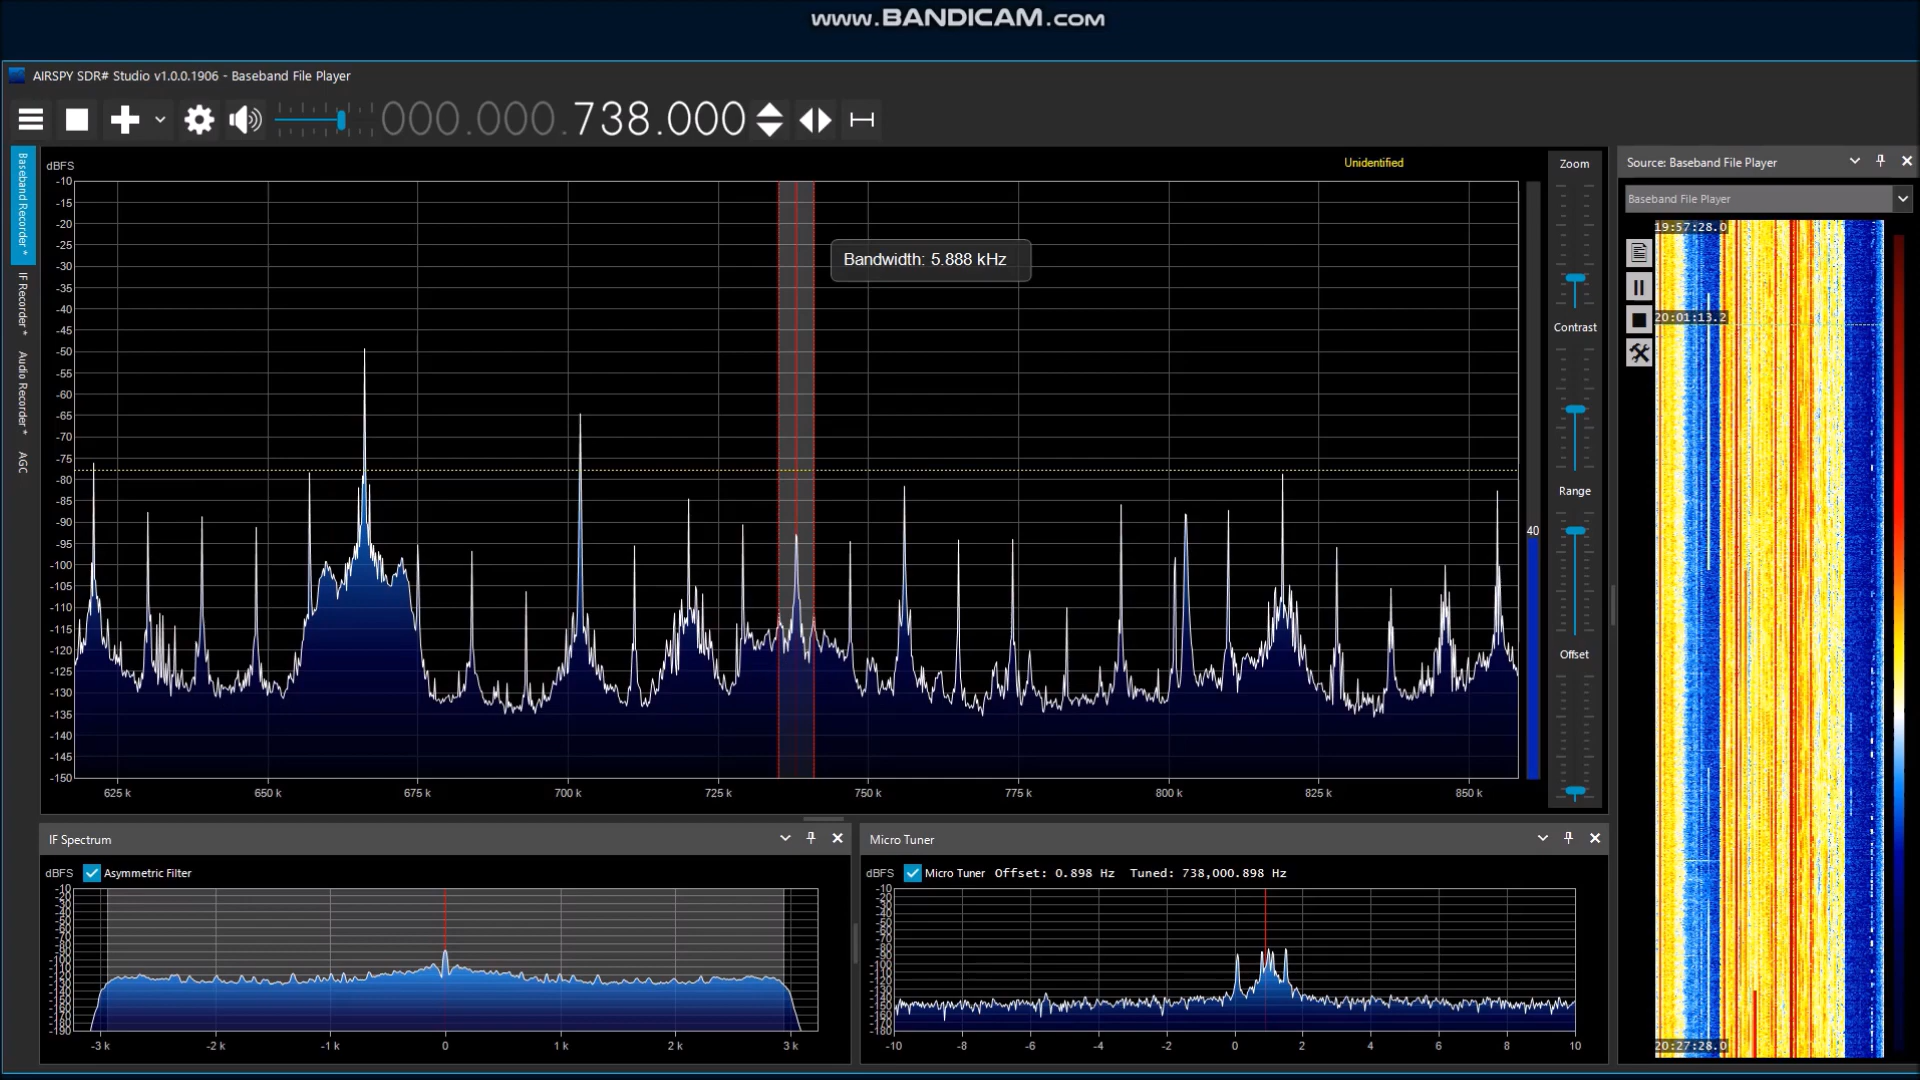 www.BANDICAM.com
AIRSPY SDR# Studio v1.0.0.1906 - Baseband File Player
000.000.738.000
Baseband Recorder *
IF Recorder *
Audio Recorder *
AGC
dBFS
Unidentified
-10
-15
-20
-25
-30
-35
-40
-45
-50
-55
-60
-65
-70
-75
-80
-85
-90
-95
-100
-105
-110
-115
-120
-125
-130
-135
-140
-145
-150
Bandwidth: 5.888 kHz
625 k
650 k
675 k
700 k
725 k
750 k
775 k
800 k
825 k
850 k
40
Zoom
Contrast
Range
Offset
Source: Baseband File Player
Baseband File Player
19:57:28.0
20:01:13.2
20:27:28.0
IF Spectrum
dBFS
Asymmetric Filter
-3 k
-2 k
-1 k
0
1 k
2 k
3 k
Micro Tuner
dBFS
Micro Tuner Offset: 0.898 Hz Tuned: 738,000.898 Hz
-10
-8
-6
-4
-2
0
2
4
6
8
10